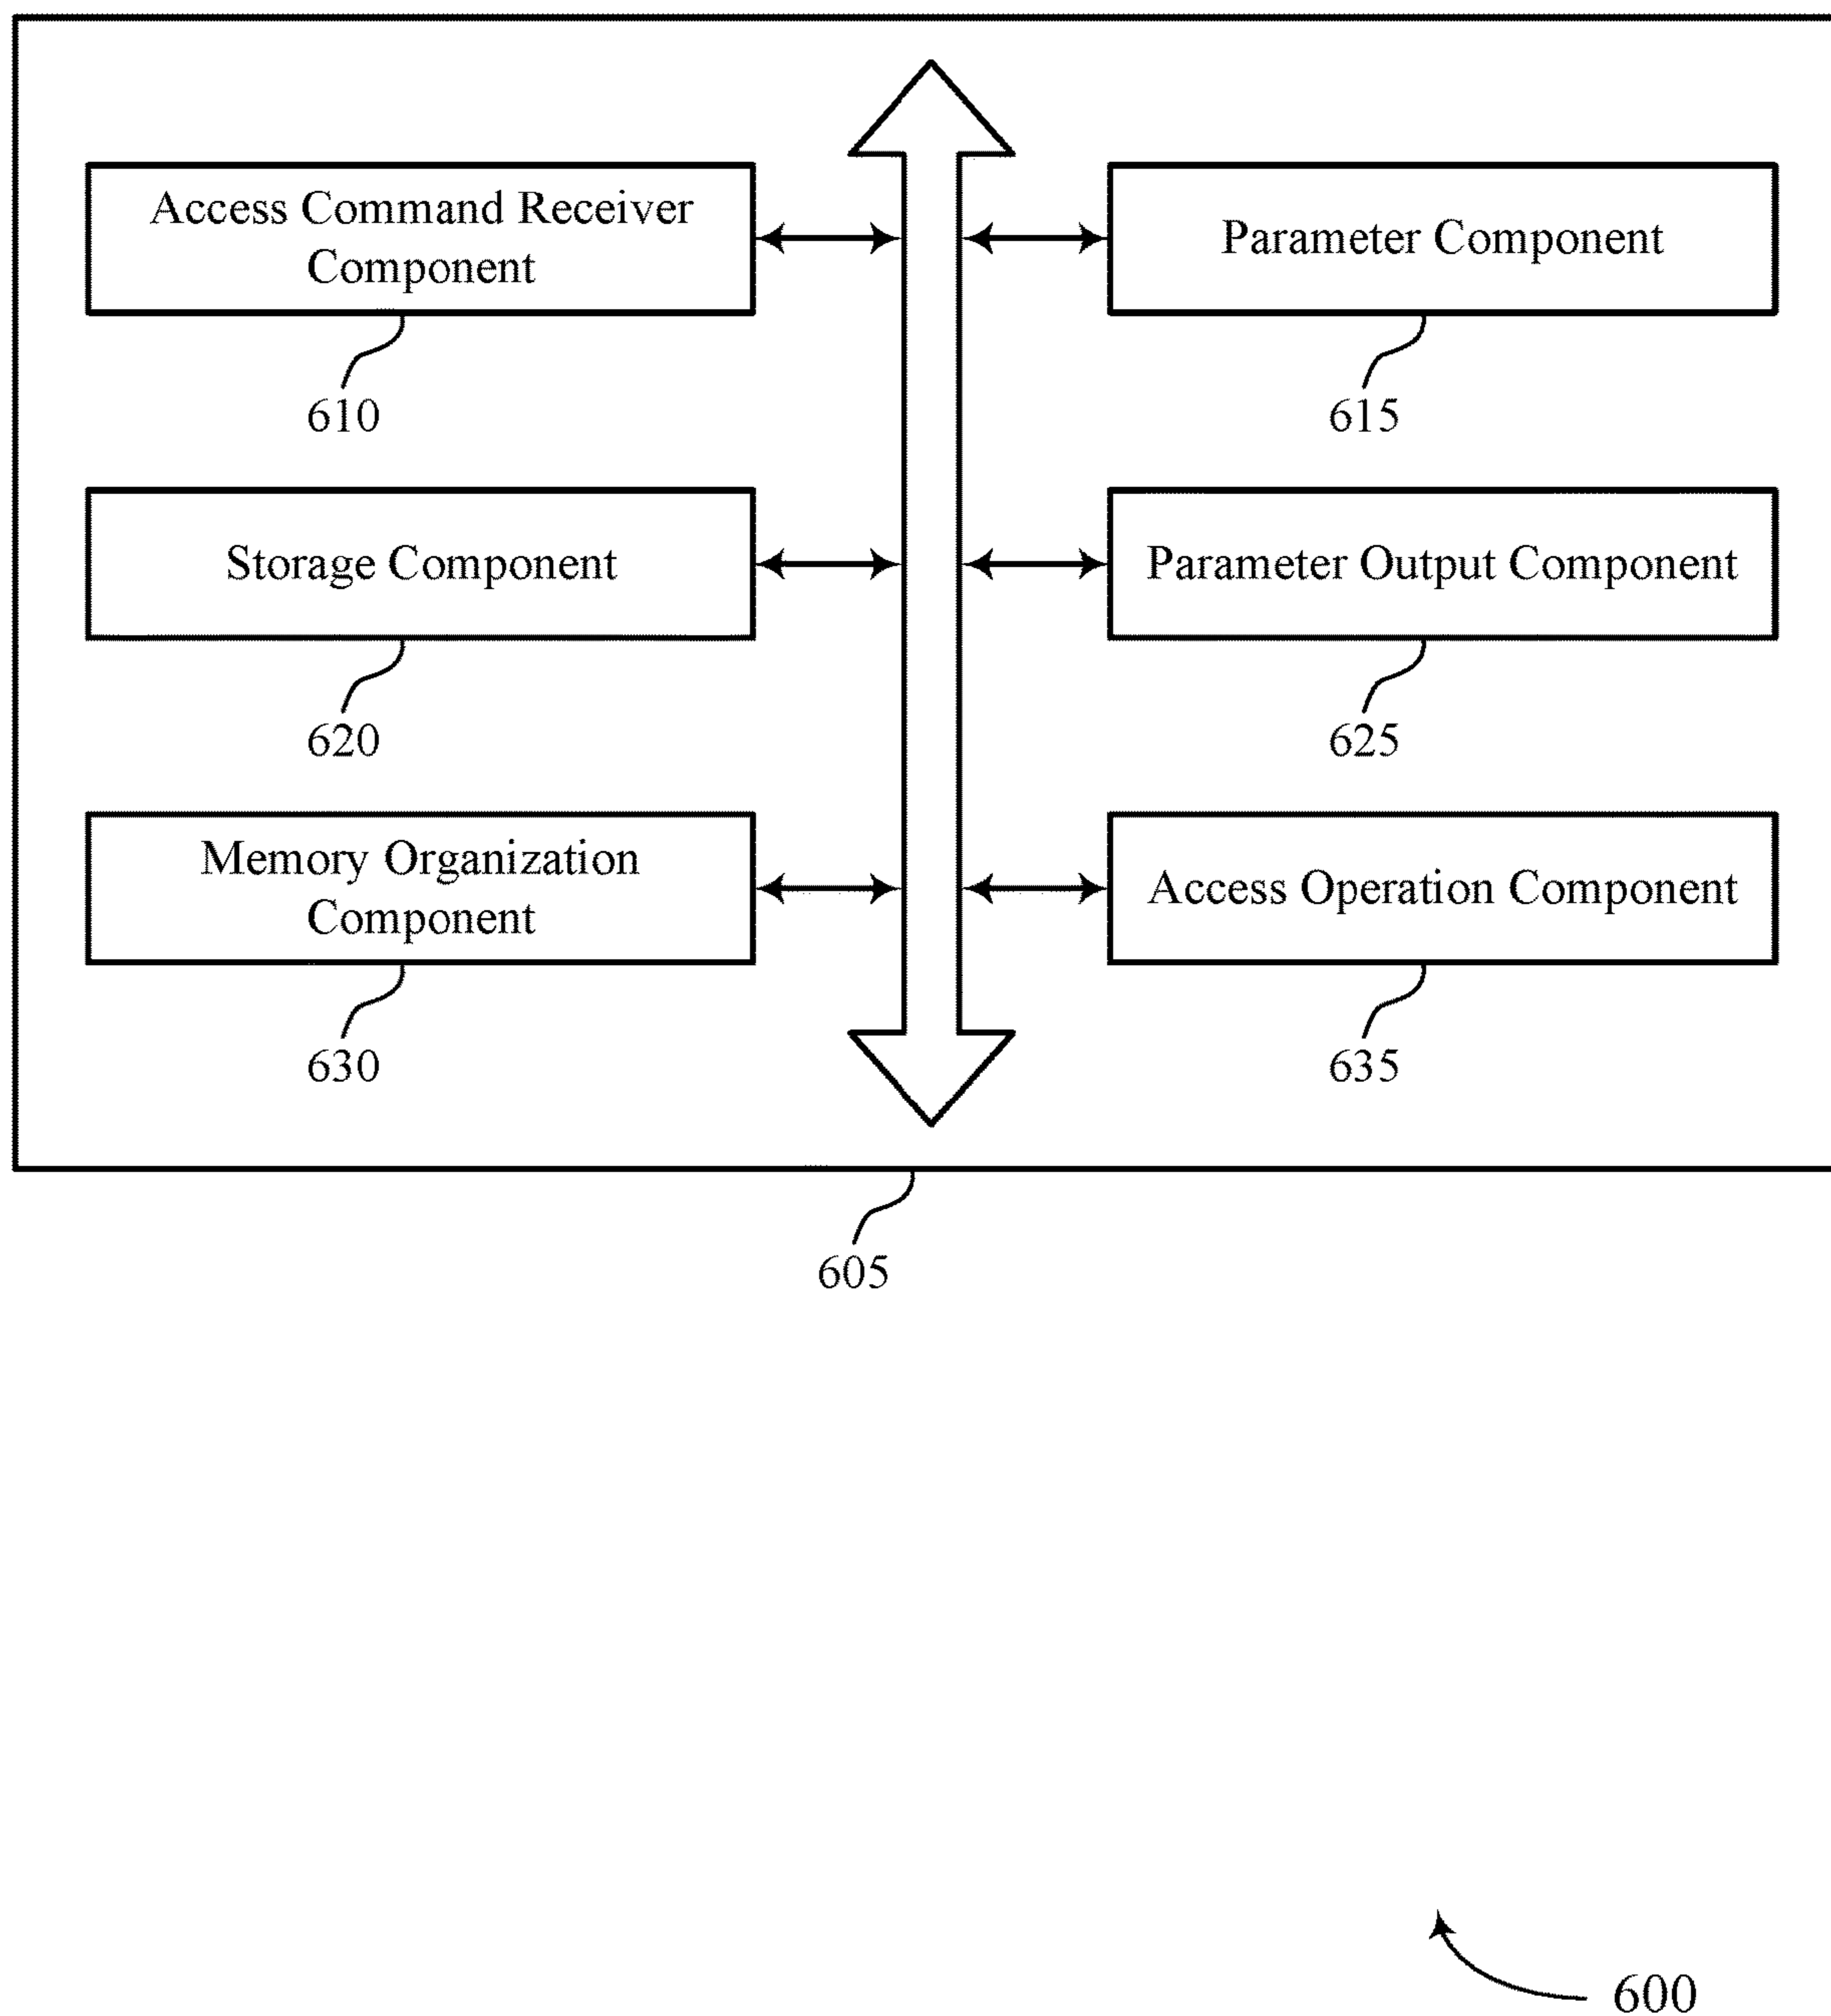 Access Command Receiver
Component
610
Parameter Component
615
Storage Component
620
Parameter Output Component
625
Memory Organization
Component
630
Access Operation Component
635
605
600